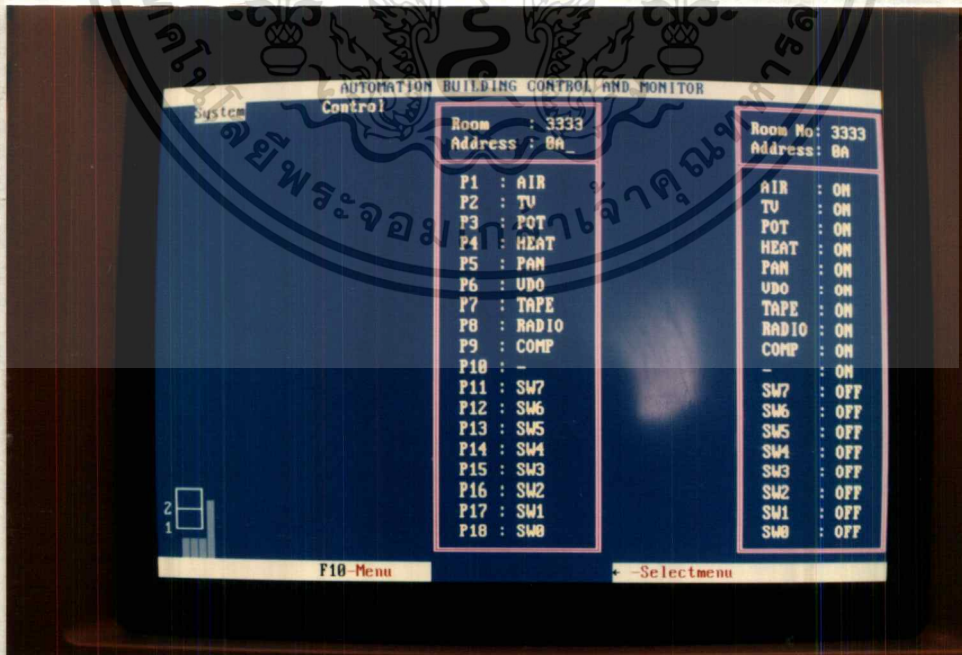 AUTOMATION BUILDING CONTROL AND MONITOR
System Control
Room : 3333
Address : 0A_
P1 : AIR
P2 : TV
P3 : POT
P4 : HEAT
P5 : PAN
P6 : VDO
P7 : TAPE
P8 : RADIO
P9 : COMP
P10 : -
P11 : SW7
P12 : SW6
P13 : SW5
P14 : SW4
P15 : SW3
P16 : SW2
P17 : SW1
P18 : SW0
Room No: 3333
Address: 0A
AIR : ON
TV : ON
POT : ON
HEAT : ON
PAN : ON
VDO : ON
TAPE : ON
RADIO : ON
COMP : ON
- : ON
SW7 : OFF
SW6 : OFF
SW5 : OFF
SW4 : OFF
SW3 : OFF
SW2 : OFF
SW1 : OFF
SW0 : OFF
2
1
F10-Menu ← -Selectmenu